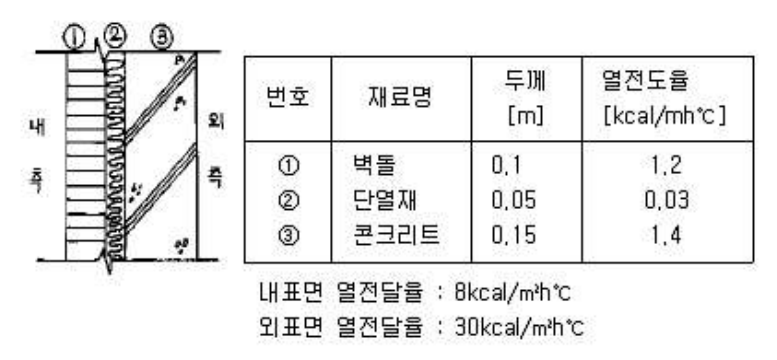 ① ② ③
내측
외측
번호 재료명 두께 [m] 열전도율 [kcal/mh℃]
① 벽돌 0.1 1.2
② 단열재 0.05 0.03
③ 콘크리트 0.15 1.4
내표면 열전달율 : 8kcal/m²h℃
외표면 열전달율 : 30kcal/m²h℃